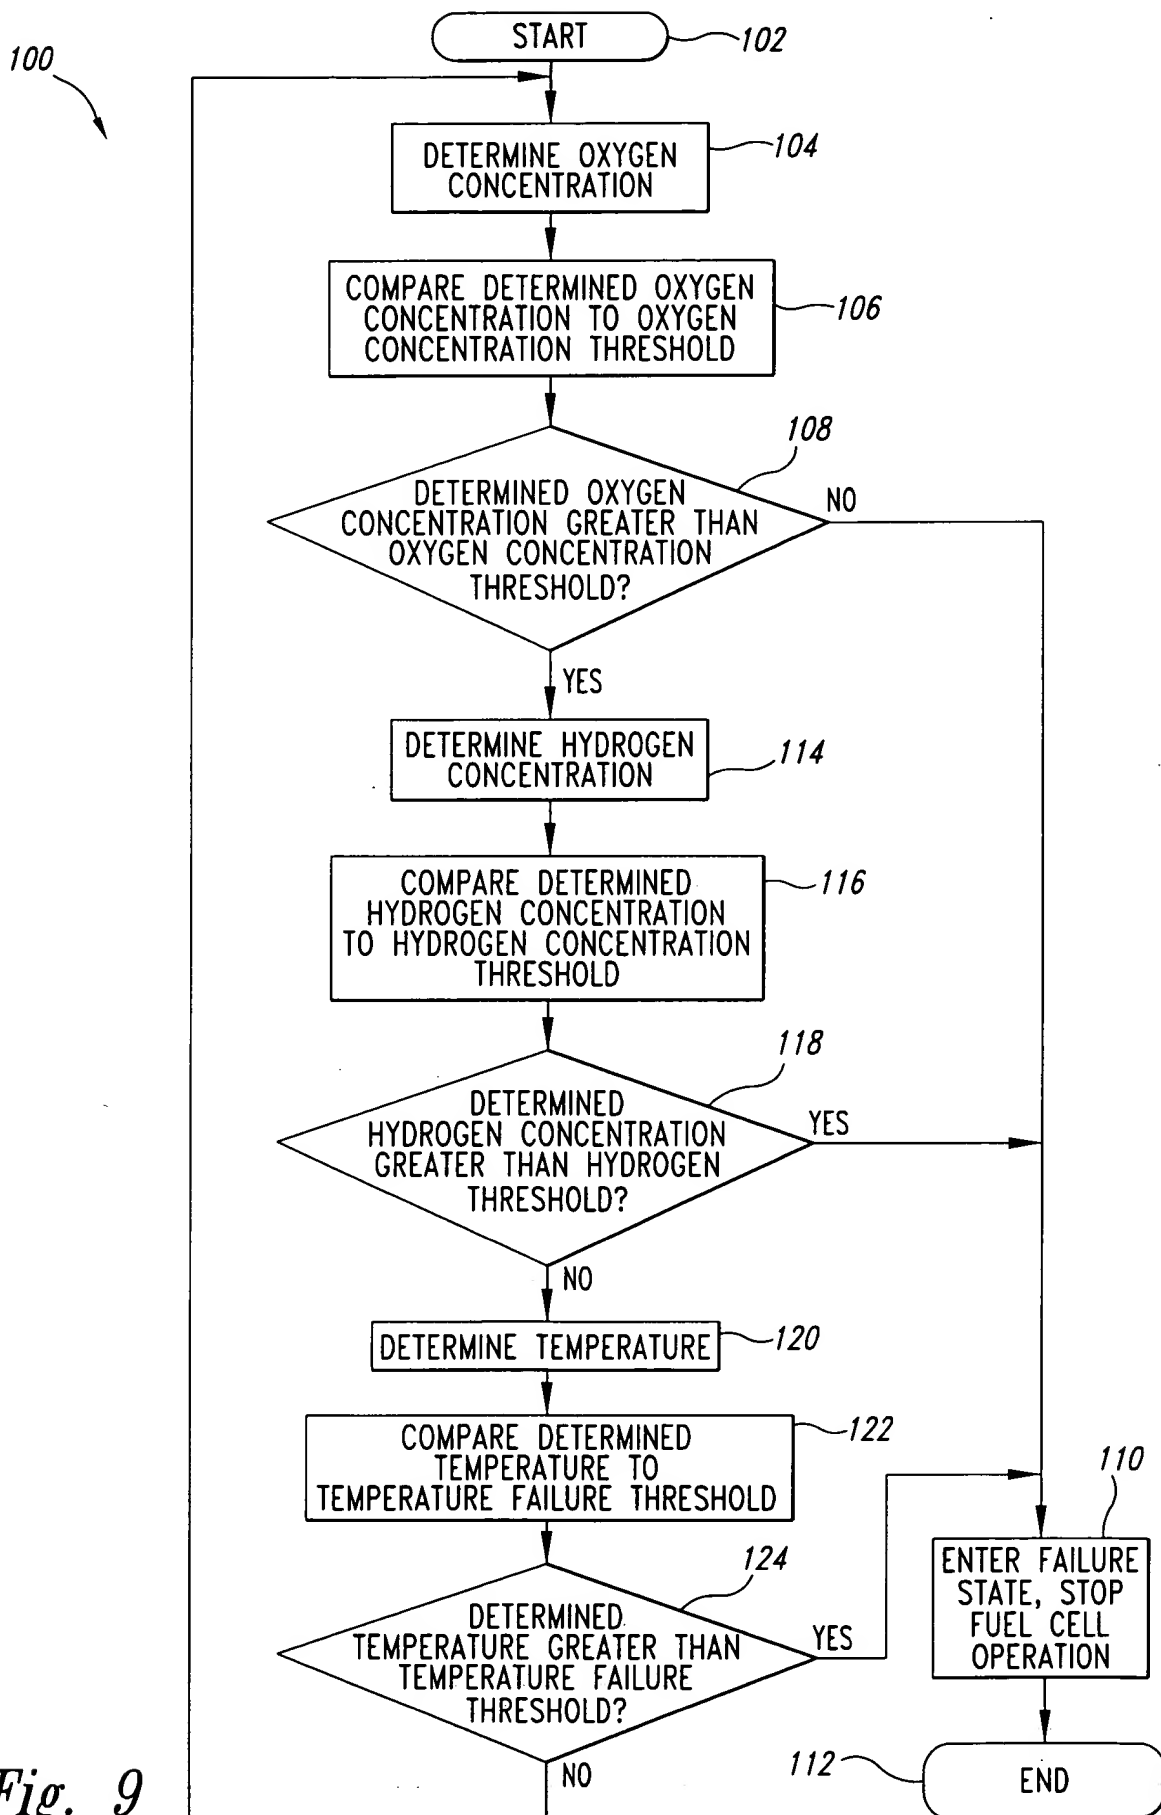 START
102
100
DETERMINE OXYGEN
CONCENTRATION
104
COMPARE DETERMINED OXYGEN
CONCENTRATION TO OXYGEN
CONCENTRATION THRESHOLD
106
108
DETERMINED OXYGEN
CONCENTRATION GREATER THAN
OXYGEN CONCENTRATION
THRESHOLD?
NO
YES
DETERMINE HYDROGEN
CONCENTRATION
114
COMPARE DETERMINED
HYDROGEN CONCENTRATION
TO HYDROGEN CONCENTRATION
THRESHOLD
116
118
DETERMINED
HYDROGEN CONCENTRATION
GREATER THAN HYDROGEN
THRESHOLD?
YES
NO
DETERMINE TEMPERATURE
120
COMPARE DETERMINED
TEMPERATURE TO
TEMPERATURE FAILURE THRESHOLD
122
124
DETERMINED
TEMPERATURE GREATER THAN
TEMPERATURE FAILURE
THRESHOLD?
YES
NO
110
ENTER FAILURE
STATE, STOP
FUEL CELL
OPERATION
112
END
Fig. 9